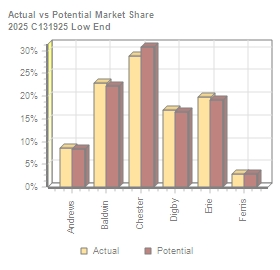 Actual vs Potential Market Share
2025 C131925 Low End
30%
25%
20%
15%
10%
5%
0%
Andrews
Baldwin
Chester
Digby
Erie
Ferris
Actual
Potential